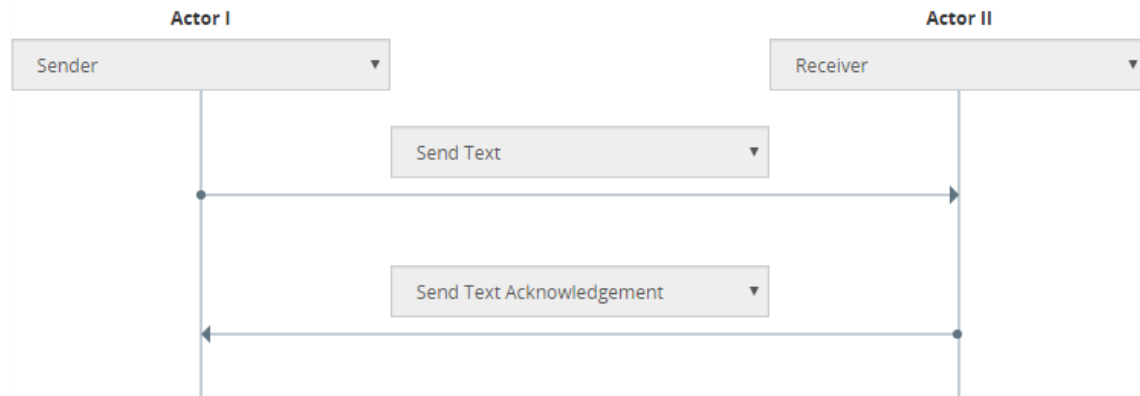 Actor I
Actor II
Sender
Receiver
Send Text
Send Text Acknowledgement